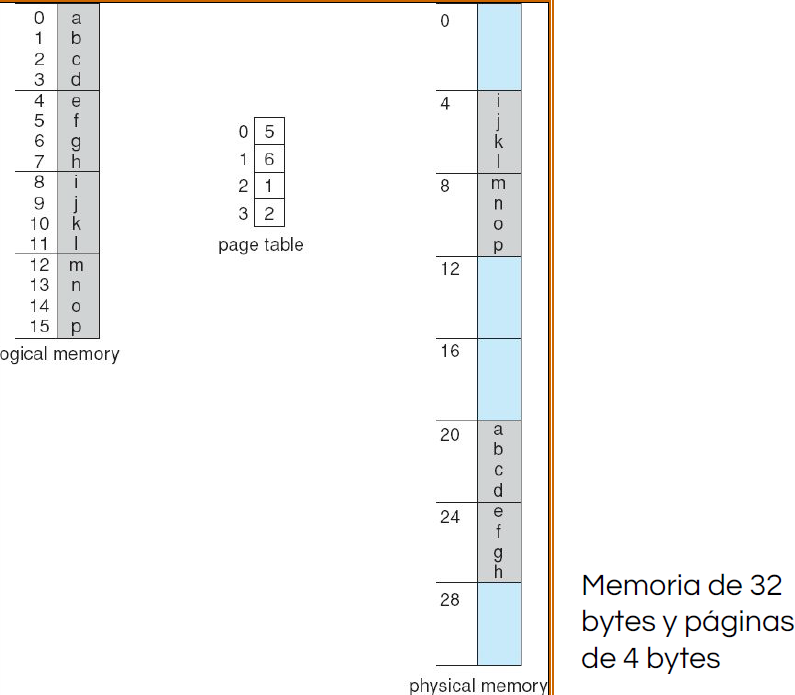 0 a
1 b
2 c
3 d
4 e
5 f
6 g
7 h
8 i
9 j
10 k
11 l
12 m
13 n
14 o
15 p
ogical memory
0 5
1 6
2 1
3 2
page table
0
4 i
j
k
l
8 m
n
o
p
12
16
20 a
b
c
d
24 e
f
g
h
28
physical memory
Memoria de 32
bytes y páginas
de 4 bytes